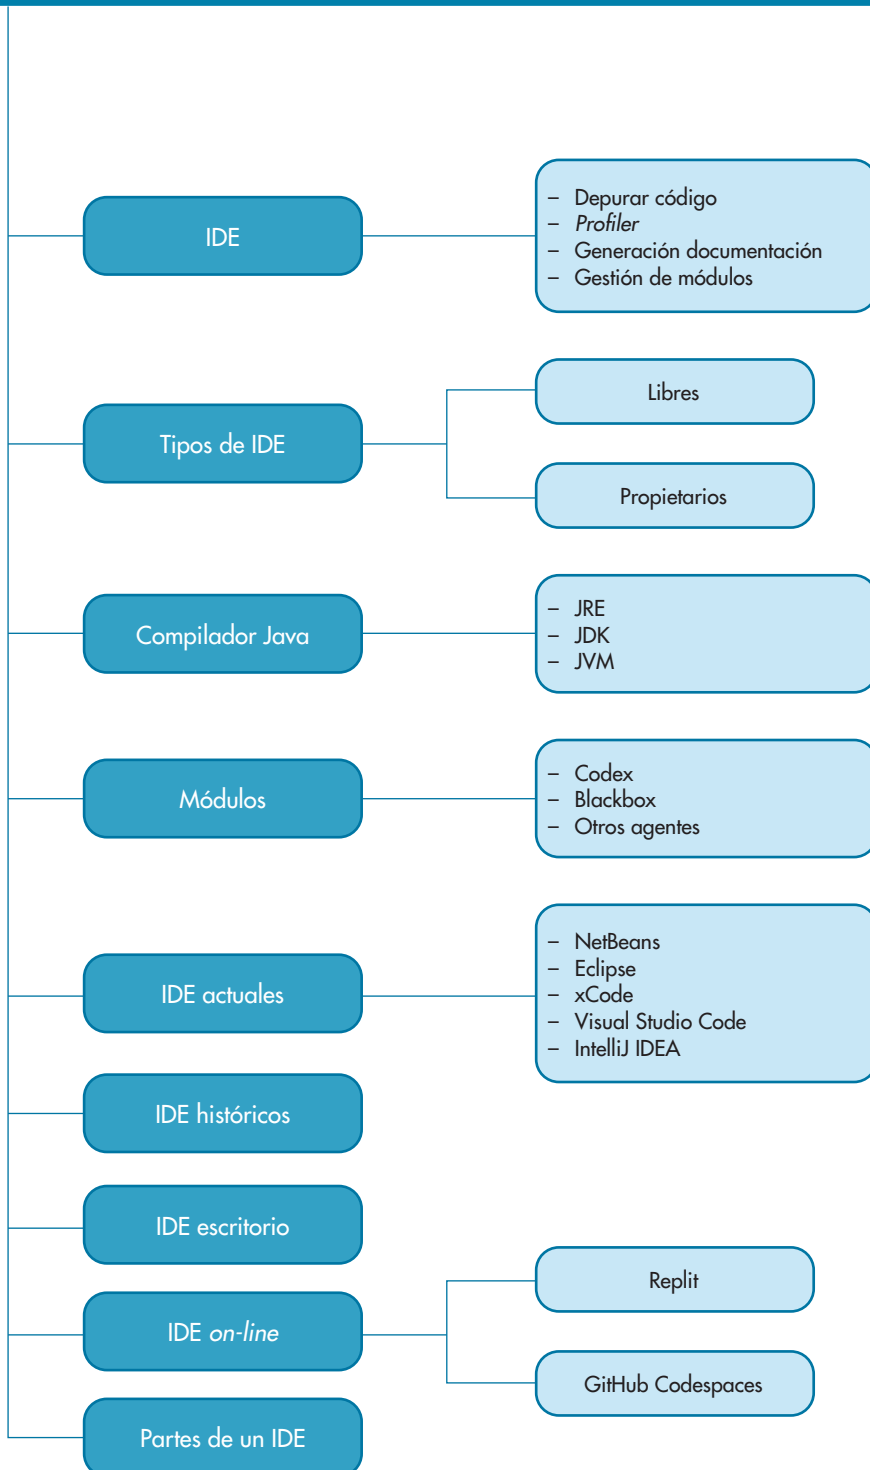 IDE
– Depurar código
– Profiler
– Generación documentación
– Gestión de módulos
Tipos de IDE
Libres
Propietarios
Compilador Java
– JRE
– JDK
– JVM
Módulos
– Codex
– Blackbox
– Otros agentes
IDE actuales
– NetBeans
– Eclipse
– xCode
– Visual Studio Code
– IntelliJ IDEA
IDE históricos
IDE escritorio
IDE on-line
Replit
GitHub Codespaces
Partes de un IDE